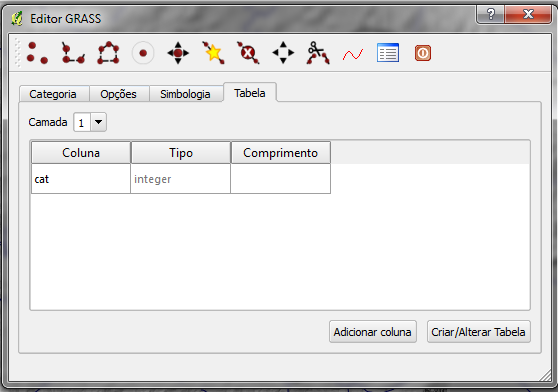 Editor GRASS
Categoria Opções Simbologia Tabela
Camada 1
Coluna Tipo Comprimento
cat integer
Adicionar coluna Criar/Alterar Tabela